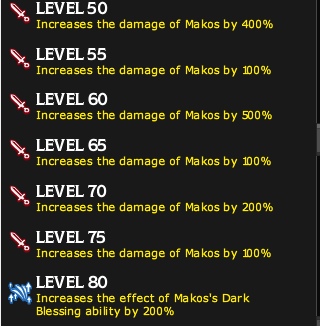 LEVEL 50
Increases the damage of Makos by 400%
LEVEL 55
Increases the damage of Makos by 100%
LEVEL 60
Increases the damage of Makos by 500%
LEVEL 65
Increases the damage of Makos by 100%
LEVEL 70
Increases the damage of Makos by 200%
LEVEL 75
Increases the damage of Makos by 100%
LEVEL 80
Increases the effect of Makos's Dark
Blessing ability by 200%